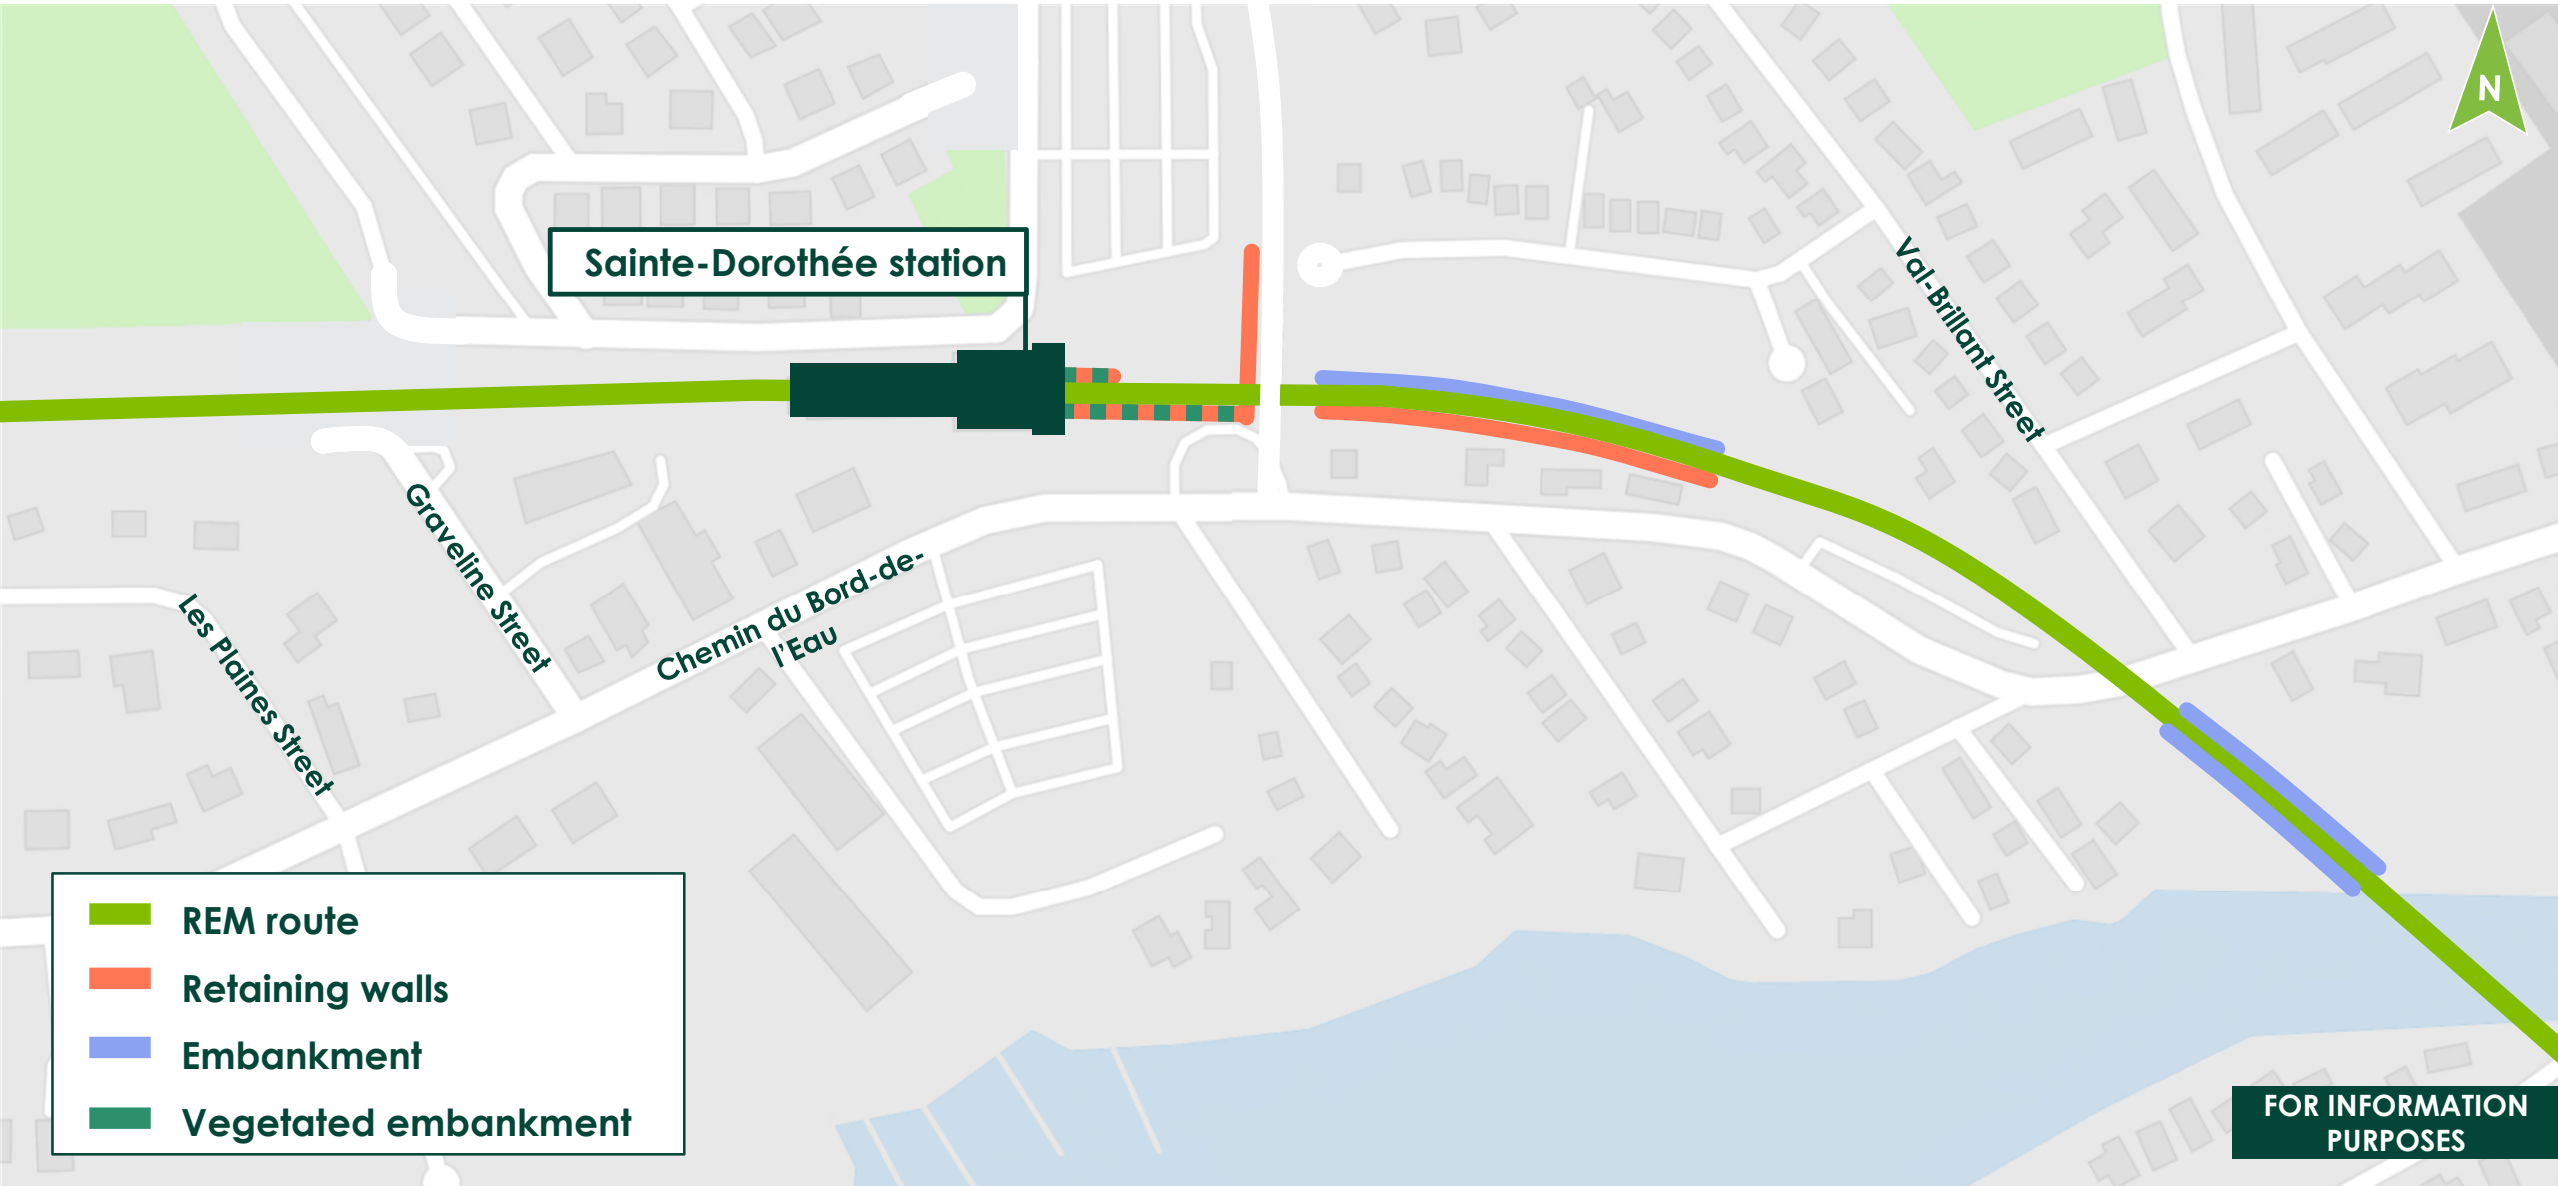 N
Sainte-Dorothée station
Val-Brillant Street
Graveline Street
Chemin du Bord-de-
l'Eau
Les Plaines Street
REM route
Retaining walls
Embankment
Vegetated embankment
FOR INFORMATION
PURPOSES